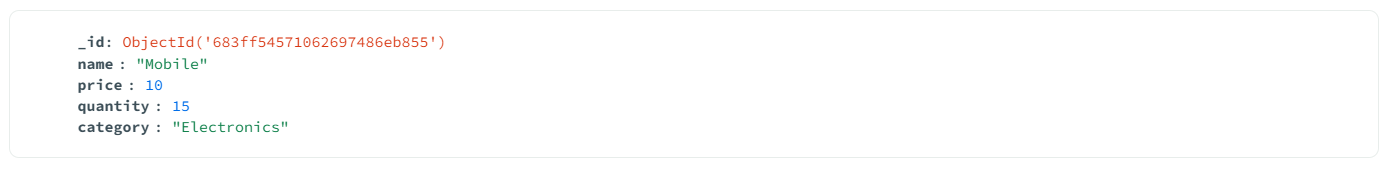 _id: ObjectId('683ff54571062697486eb855')
name : "Mobile"
price : 10
quantity : 15
category : "Electronics"